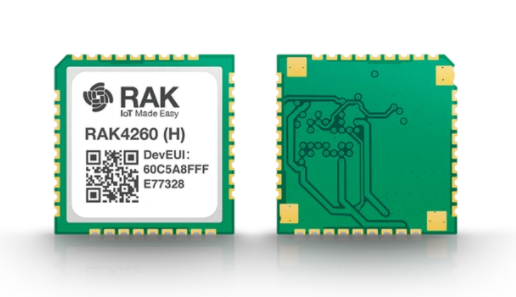 RAK
IoT Made Easy
RAK4260 (H)
DevEUI:
60C5A8FFF
E77328